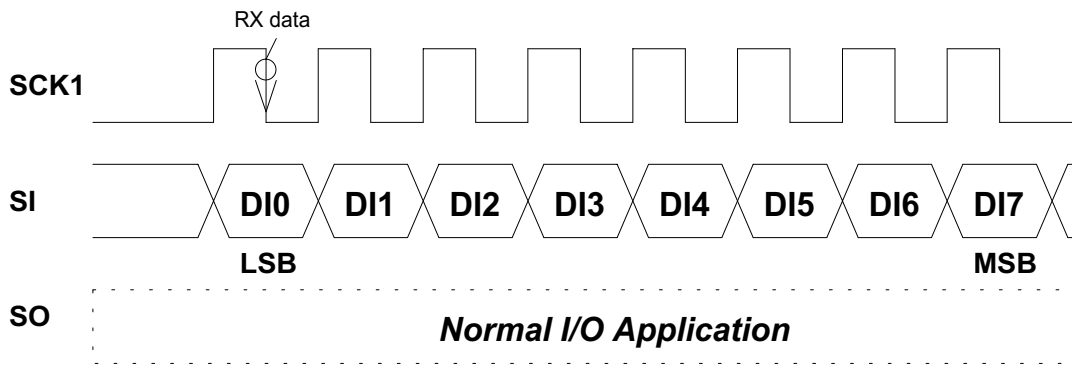 RX data
SCK1
SI DI0 DI1 DI2 DI3 DI4 DI5 DI6 DI7
LSB MSB
SO Normal I/O Application